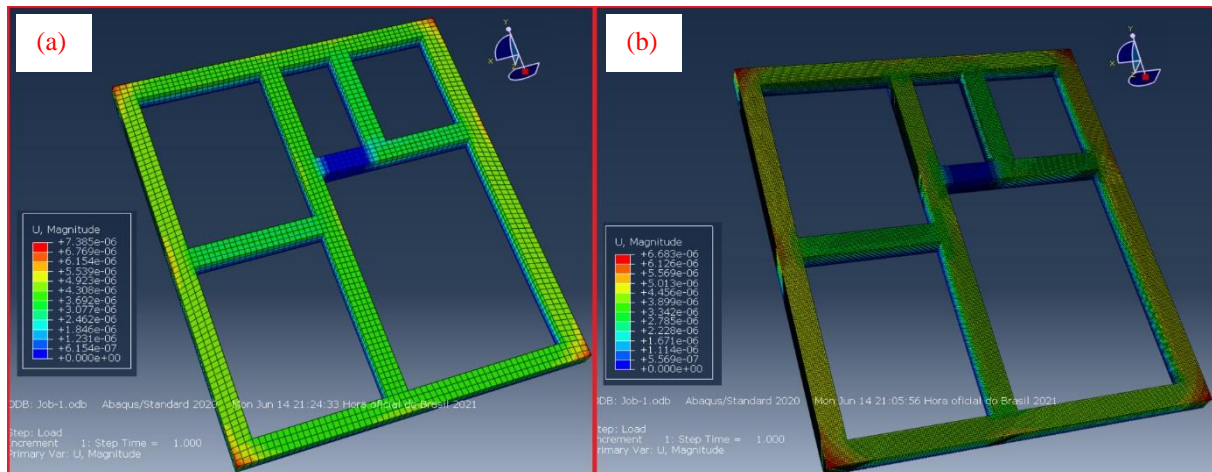 (a)
Y
X
Z
U, Magnitude
+7.385e-06
+6.769e-06
+6.154e-06
+5.539e-06
+4.923e-06
+4.308e-06
+3.692e-06
+3.077e-06
+2.462e-06
+1.846e-06
+1.231e-06
+6.154e-07
+0.000e+00
ODB: Job-1.odb Abaqus/Standard 2020 Mon Jun 14 21:24:33 Hora oficial do Brasil 2021
Step: Load
Increment 1: Step Time = 1.000
Primary Var: U, Magnitude
(b)
Y
X
Z
U, Magnitude
+6.683e-06
+6.126e-06
+5.569e-06
+5.013e-06
+4.456e-06
+3.899e-06
+3.342e-06
+2.785e-06
+2.228e-06
+1.671e-06
+1.114e-06
+5.569e-07
+0.000e+00
ODB: Job-1.odb Abaqus/Standard 2020 Mon Jun 14 21:05:56 Hora oficial do Brasil 2021
Step: Load
Increment 1: Step Time = 1.000
Primary Var: U, Magnitude